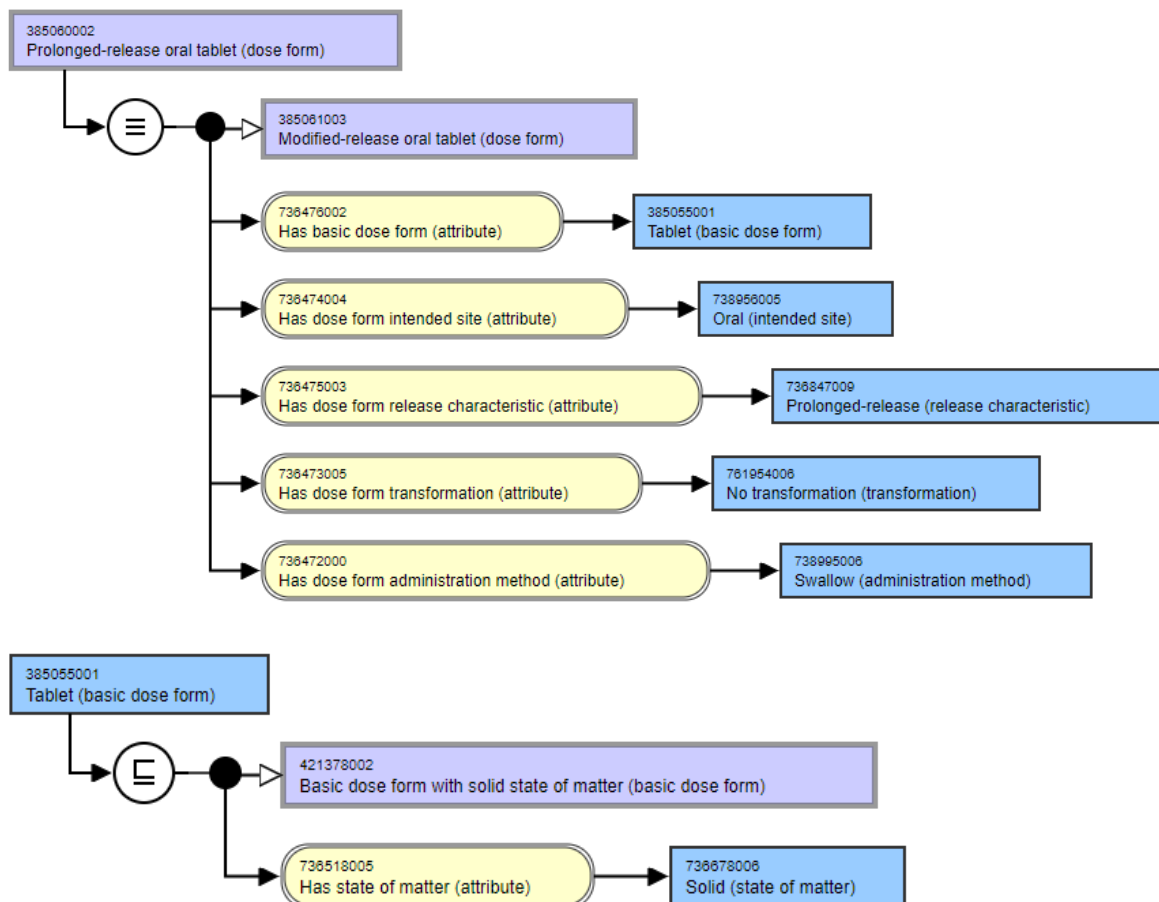 385060002
Prolonged-release oral tablet (dose form)
≡
385061003
Modified-release oral tablet (dose form)
736476002
Has basic dose form (attribute)
385055001
Tablet (basic dose form)
736474004
Has dose form intended site (attribute)
738956005
Oral (intended site)
736475003
Has dose form release characteristic (attribute)
736847009
Prolonged-release (release characteristic)
736473005
Has dose form transformation (attribute)
761954006
No transformation (transformation)
736472000
Has dose form administration method (attribute)
738995006
Swallow (administration method)
385055001
Tablet (basic dose form)
⊑
421378002
Basic dose form with solid state of matter (basic dose form)
736518005
Has state of matter (attribute)
736678006
Solid (state of matter)